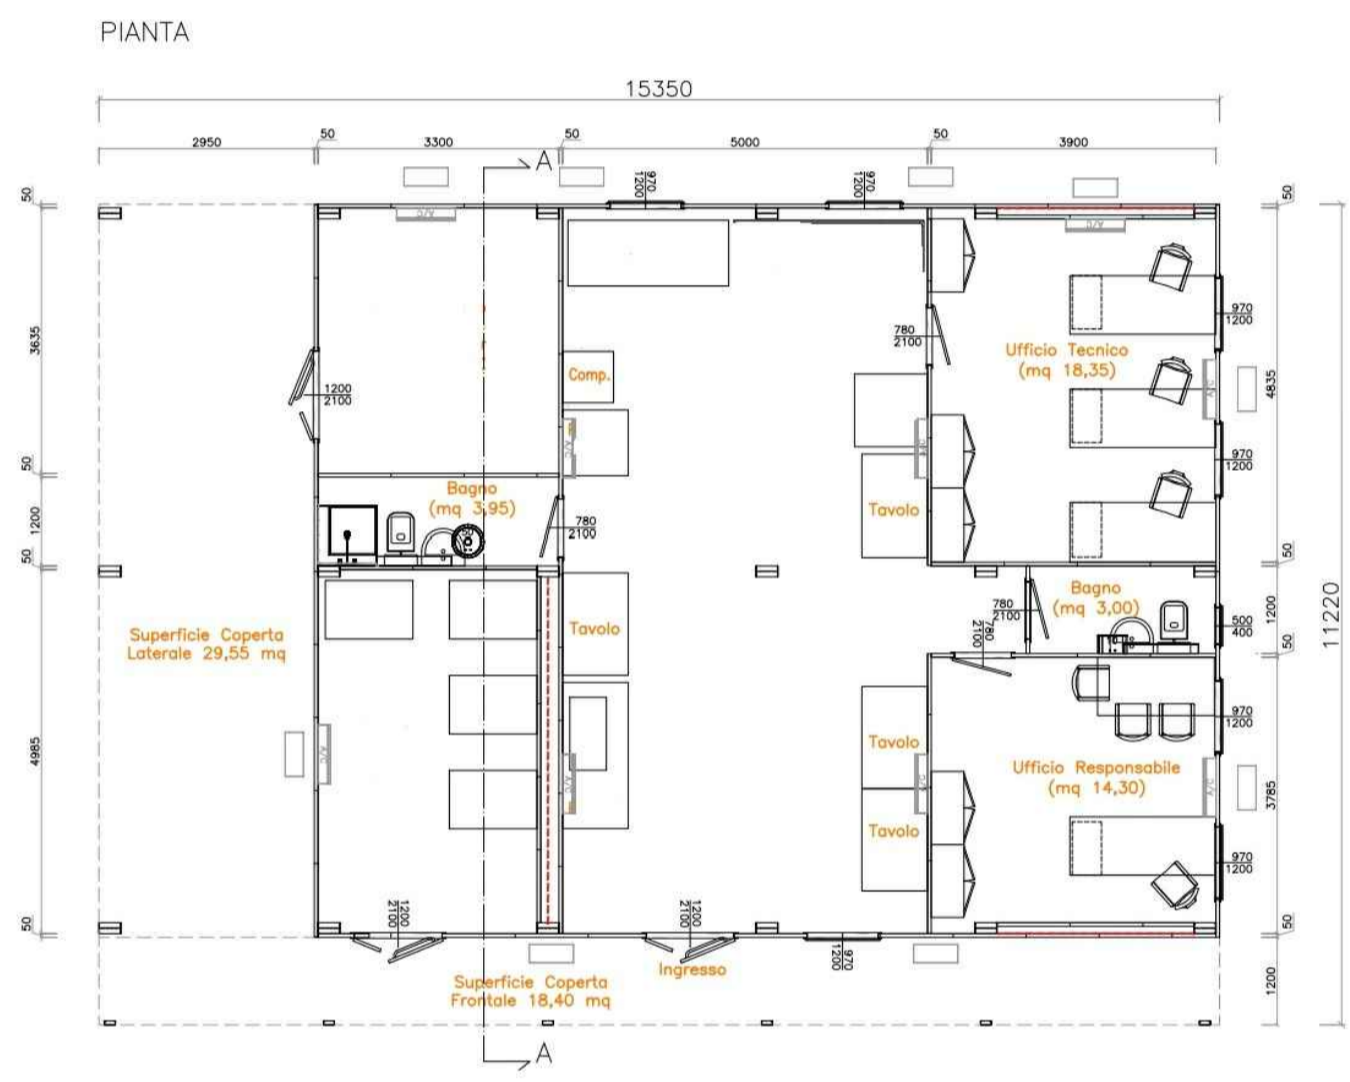 PIANTA
15350
2950
50
3300
50
5000
50
3900
A
970
1200
970
1200
50
50
A/C
A/C
3635
1200
2100
Comp.
780
2100
Ufficio Tecnico
(mq 18,35)
970
1200
4835
A/C
A/C
A/C
970
1200
50
Bagno
(mq 3,95)
Tavolo
1200
780
2100
50
50
Bagno
(mq 3,00)
780
2100
780
2100
500
400
1200
11220
Superficie Coperta
Laterale 29,55 mq
Tavolo
50
4985
A/C
A/C
Tavolo
970
1200
Ufficio Responsabile
(mq 14,30)
A/C
A/C
3785
Tavolo
970
1200
50
1200
2100
1200
2100
970
1200
50
Ingresso
Superficie Coperta
Frontale 18,40 mq
1200
A